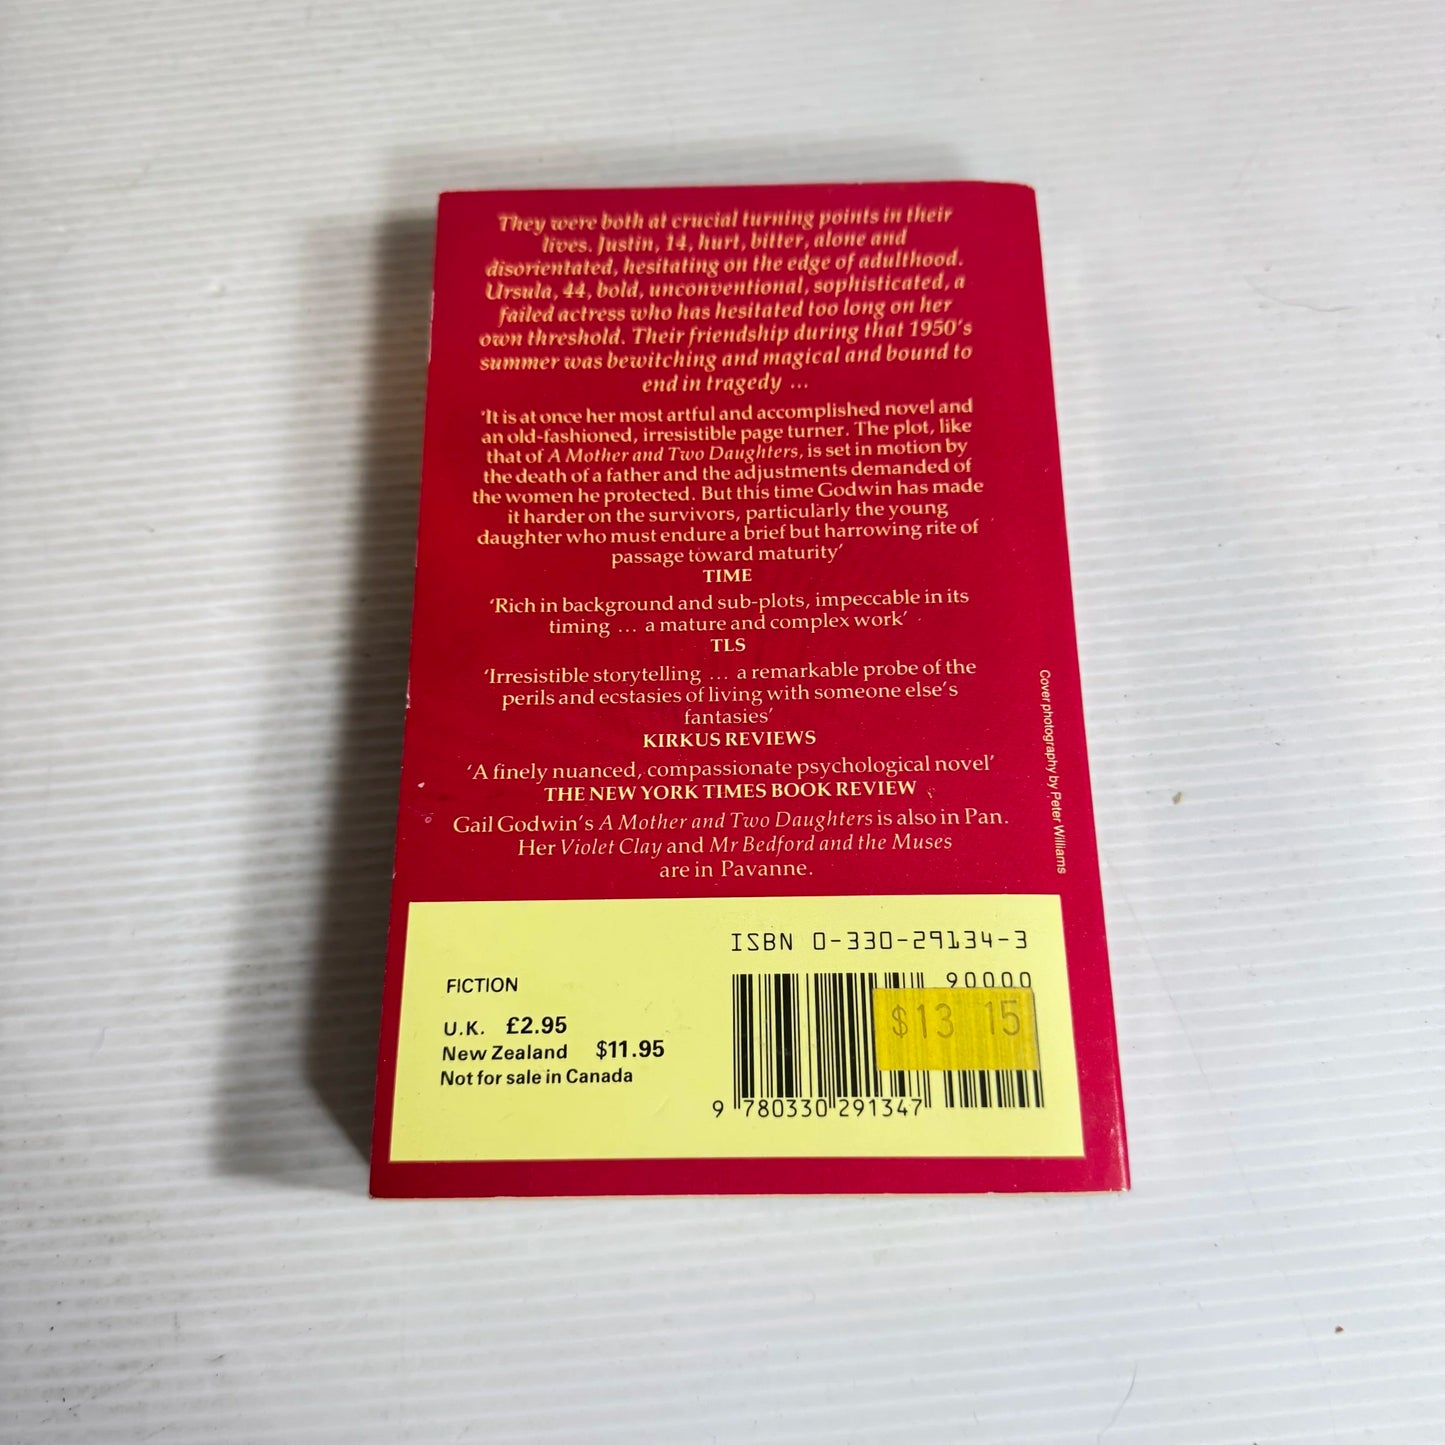 They were both at crucial turning points in their
lives. Justin, 14, hurt, bitter, alone and
disorientated, hesitating on the edge of adulthood.
Ursula, 44, bold, unconventional, sophisticated, a
failed actress who has hesitated too long on her
own threshold. Their friendship during that 1950's
summer was bewitching and magical and bound to
end in tragedy ...
'It is at once her most artful and accomplished novel and
an old-fashioned, irresistible page turner. The plot, like
that of A Mother and Two Daughters, is set in motion by
the death of a father and the adjustments demanded of
the women he protected. But this time Godwin has made
it harder on the survivors, particularly the young
daughter who must endure a brief but harrowing rite of
passage toward maturity'
TIME
'Rich in background and sub-plots, impeccable in its
timing ... a mature and complex work'
TLS
'Irresistible storytelling ... a remarkable probe of the
perils and ecstasies of living with someone else's
fantasies'
KIRKUS REVIEWS
'A finely nuanced, compassionate psychological novel'
THE NEW YORK TIMES BOOK REVIEW
Gail Godwin's A Mother and Two Daughters is also in Pan.
Her Violet Clay and Mr Bedford and the Muses
are in Pavanne.
Cover photography by Peter Williams
ISBN 0-330-29134-3
90000
$13 15
9 780330 291347
FICTION
U.K. £2.95
New Zealand $11.95
Not for sale in Canada